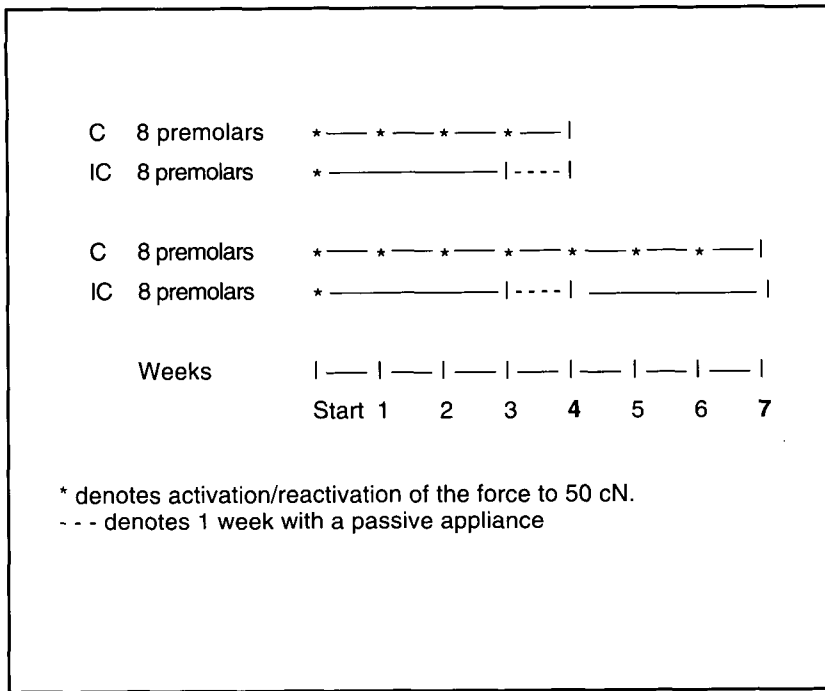 C 8 premolars *—— *—— *—— *—— |
IC 8 premolars *———————— |----|
C 8 premolars *—— *—— *—— *—— *—— *—— *—— |
IC 8 premolars *———————— |----| ———————— |
Weeks |—— |—— |—— |—— |—— |—— |—— |
Start 1 2 3 4 5 6 7
* denotes activation/reactivation of the force to 50 cN.
- - - denotes 1 week with a passive appliance